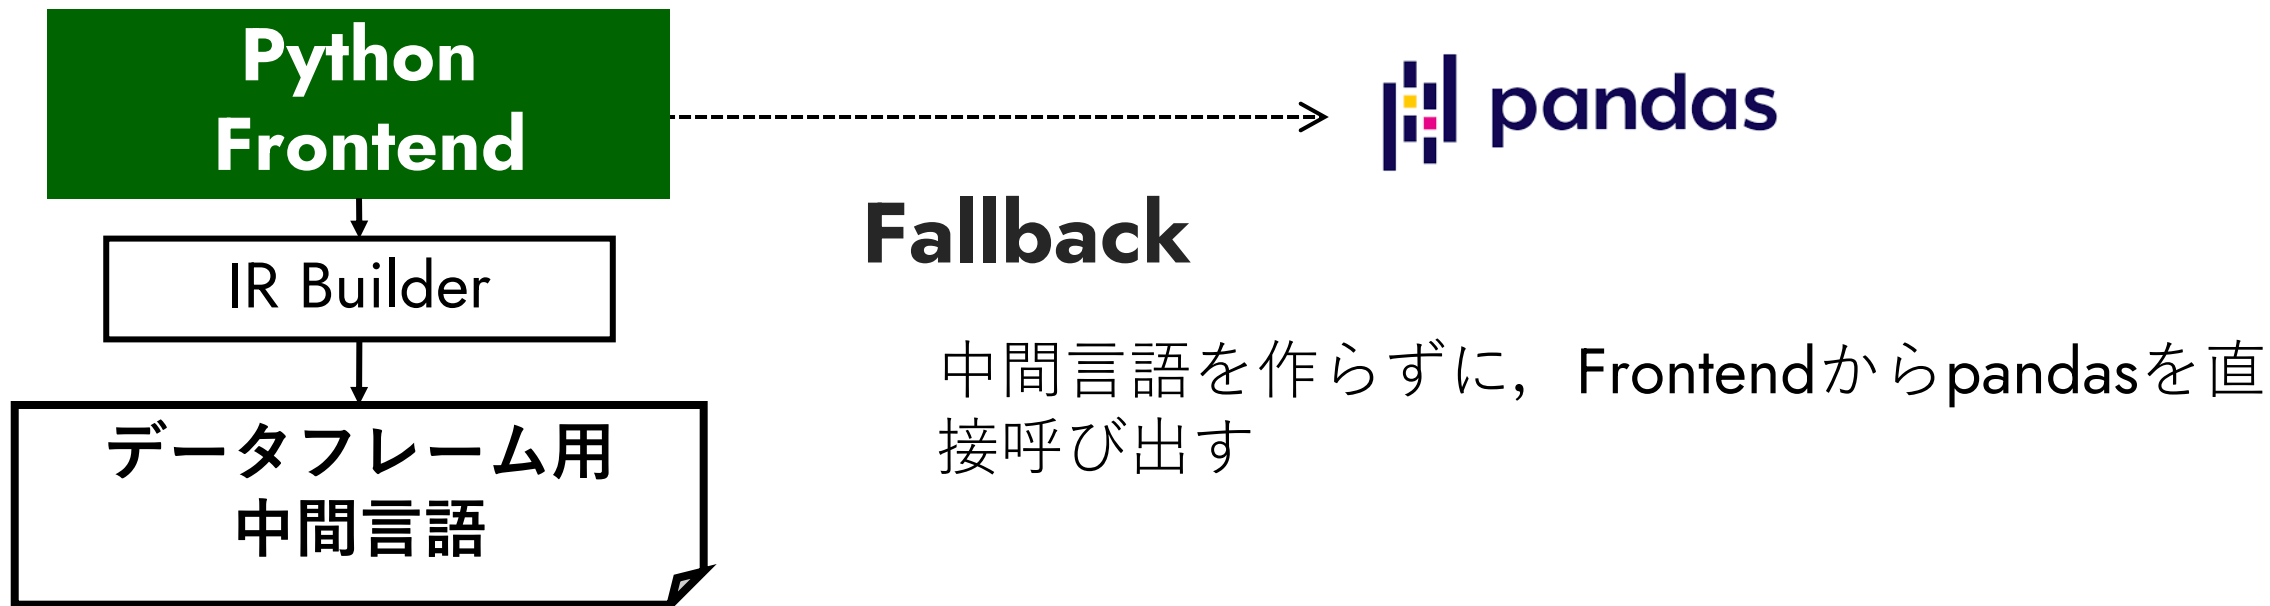 Python
Frontend
pandas
Fallback
IR Builder
中間言語を作らずに，Frontendからpandasを直
接呼び出す
データフレーム用
中間言語